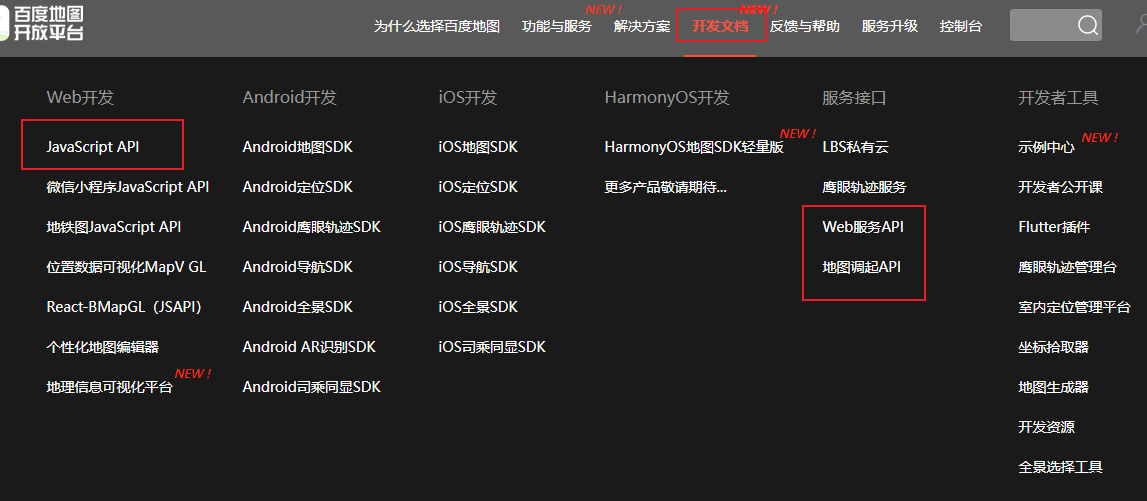 百度地图
开放平台
为什么选择百度地图 功能与服务 NEW! 解决方案 开发文档 NEW! 反馈与帮助 服务升级 控制台
Web开发 Android开发 iOS开发 HarmonyOS开发 服务接口 开发者工具
JavaScript API Android地图SDK iOS地图SDK HarmonyOS地图SDK轻量版 NEW! LBS私有云 示例中心 NEW!
微信小程序JavaScript API Android定位SDK iOS定位SDK 更多产品敬请期待... 鹰眼轨迹服务 开发者公开课
地铁图JavaScript API Android鹰眼轨迹SDK iOS鹰眼轨迹SDK Web服务API Flutter插件
位置数据可视化MapV GL Android导航SDK iOS导航SDK 地图调起API 鹰眼轨迹管理台
React-BMapGL（JSAPI） Android全景SDK iOS全景SDK 室内定位管理平台
个性化地图编辑器 Android AR识别SDK iOS司乘同显SDK 坐标拾取器
地理信息可视化平台 NEW! Android司乘同显SDK 地图生成器
开发资源
全景选择工具